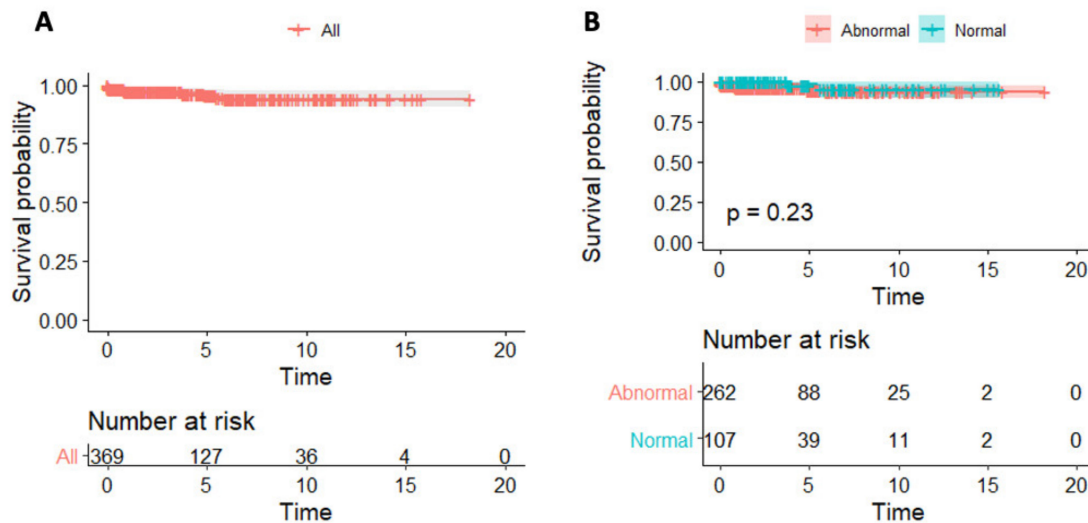 A
All
1.00
0.75
0.50
0.25
0.00
Survival probability
0 5 10 15 20
Time
Number at risk
All 369 127 36 4 0
0 5 10 15 20
Time
B
Abnormal Normal
1.00
0.75
0.50
0.25
0.00
Survival probability
p = 0.23
0 5 10 15 20
Time
Number at risk
Abnormal 262 88 25 2 0
Normal 107 39 11 2 0
0 5 10 15 20
Time